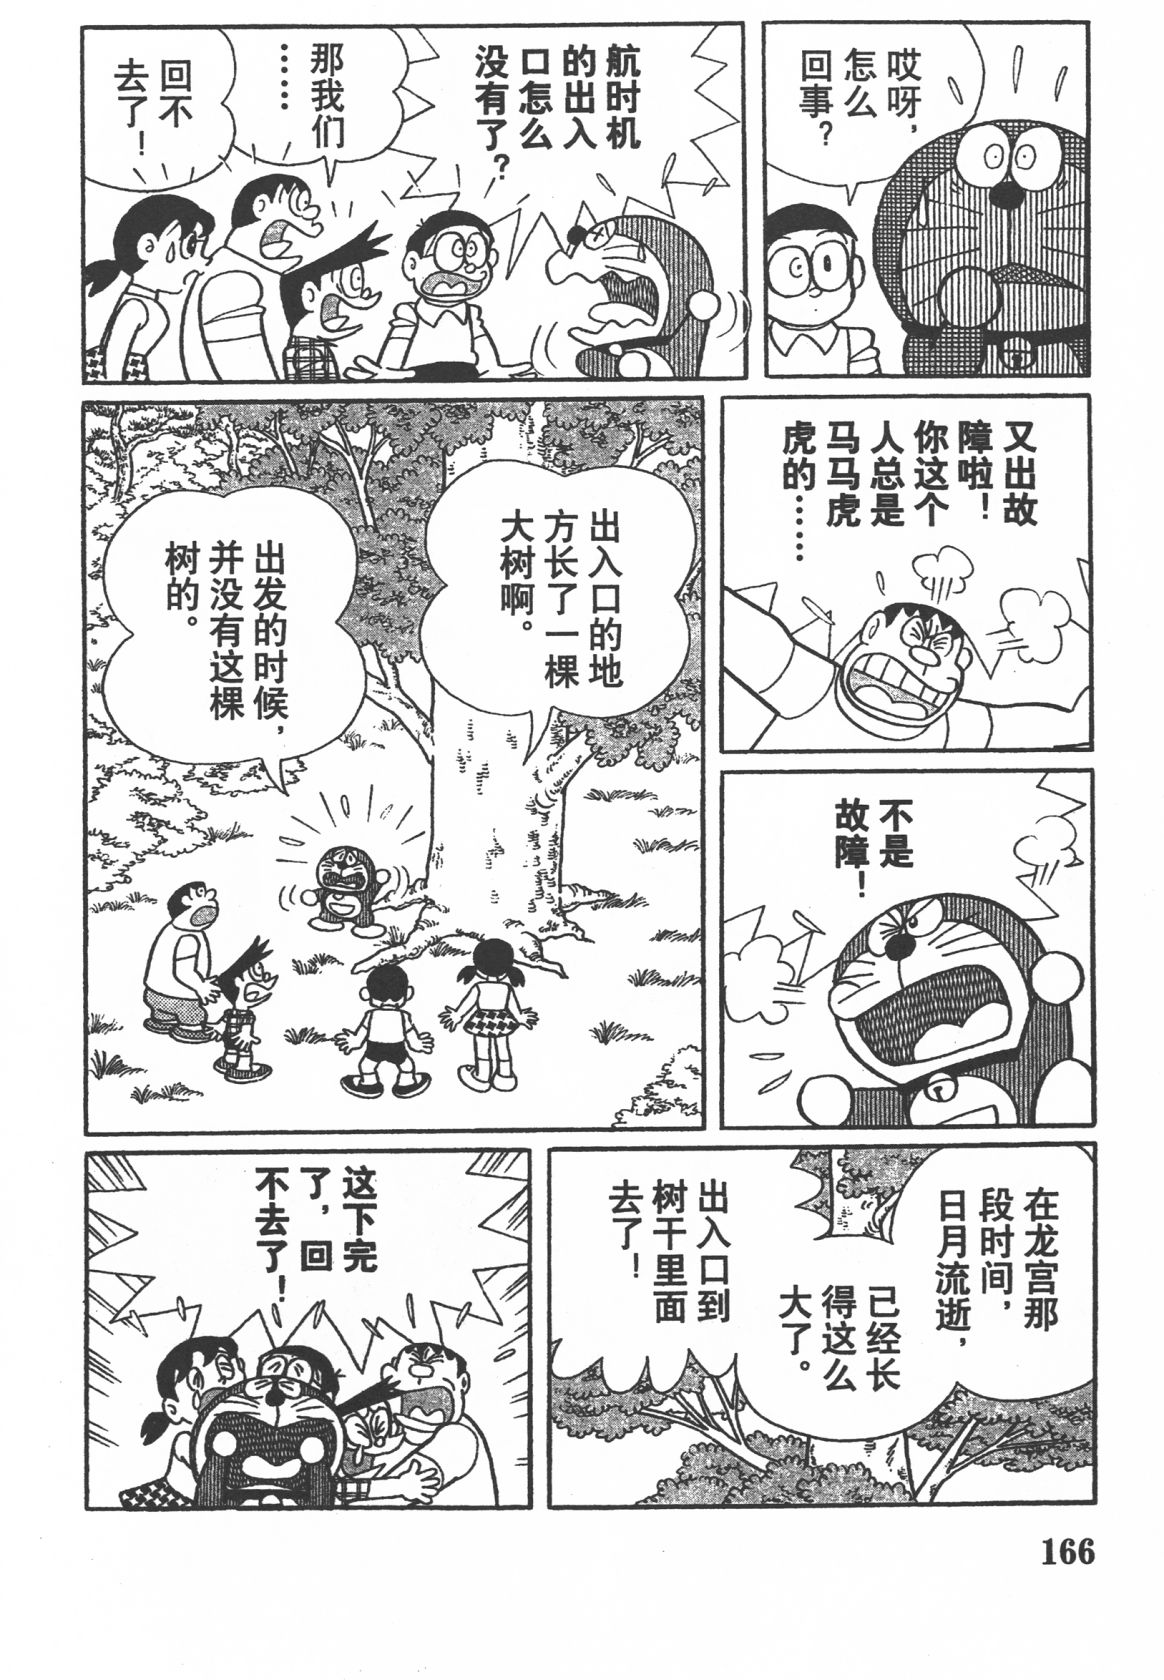 哎呀，
怎么
回事？
航时机
的出入
口怎么
没有了？
那我们
……
回不
去了！
又出故
障啦！
你这个
人总是
马马虎
虎的……
不是
故障！
出入口的地
方长了一棵
大树啊。
出发的时候，
并没有这棵
树的。
在龙宫那
段时间，
日月流逝，
已经长
得这么
大了。
出入口到
树干里面
去了！
这下完
了，回
不去了！
166